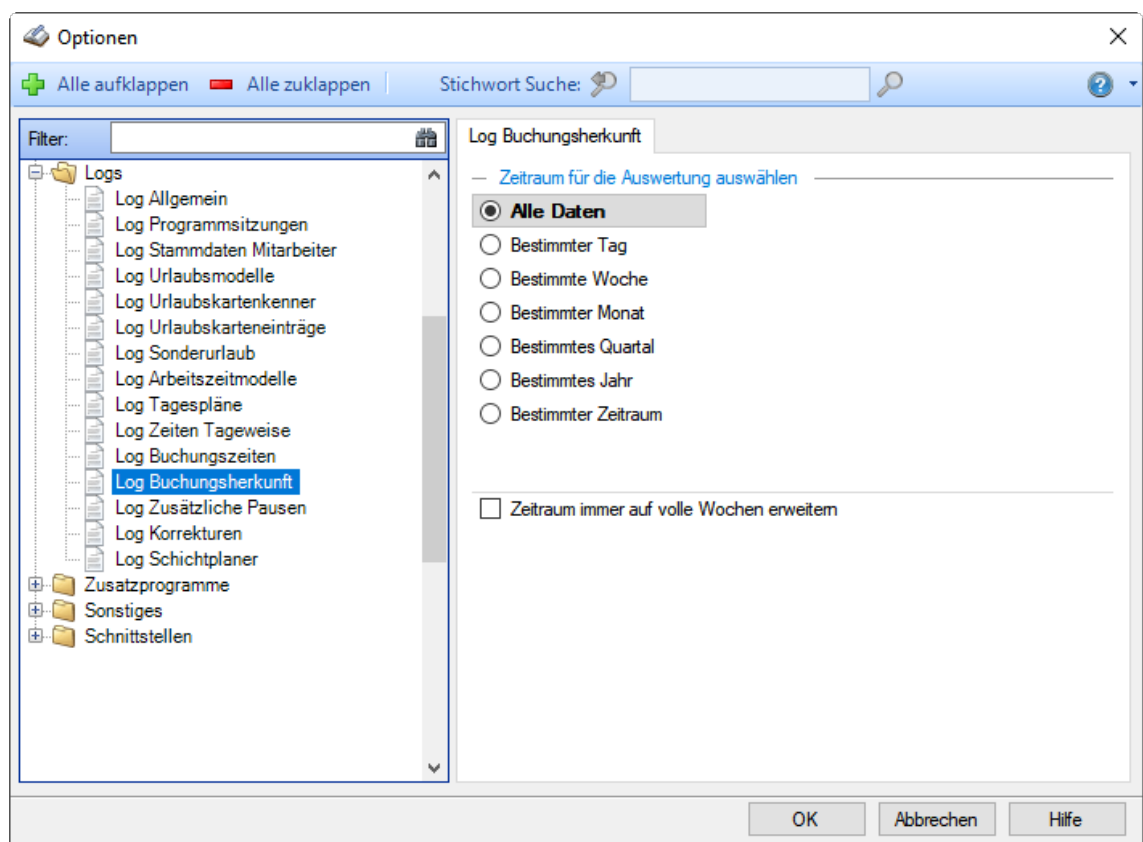 Optionen
Alle aufklappen Alle zuklappen Stichwort Suche:
Filter:
Logs
Log Allgemein
Log Programmsitzungen
Log Stammdaten Mitarbeiter
Log Urlaubsmodelle
Log Urlaubskartenkenner
Log Urlaubskarteneinträge
Log Sonderurlaub
Log Arbeitszeitmodelle
Log Tagespläne
Log Zeiten Tageweise
Log Buchungszeiten
Log Buchungsherkunft
Log Zusätzliche Pausen
Log Korrekturen
Log Schichtplaner
Zusatzprogramme
Sonstiges
Schnittstellen
Log Buchungsherkunft
Zeitraum für die Auswertung auswählen
Alle Daten
Bestimmter Tag
Bestimmte Woche
Bestimmter Monat
Bestimmtes Quartal
Bestimmtes Jahr
Bestimmter Zeitraum
Zeitraum immer auf volle Wochen erweitern
OK Abbrechen Hilfe